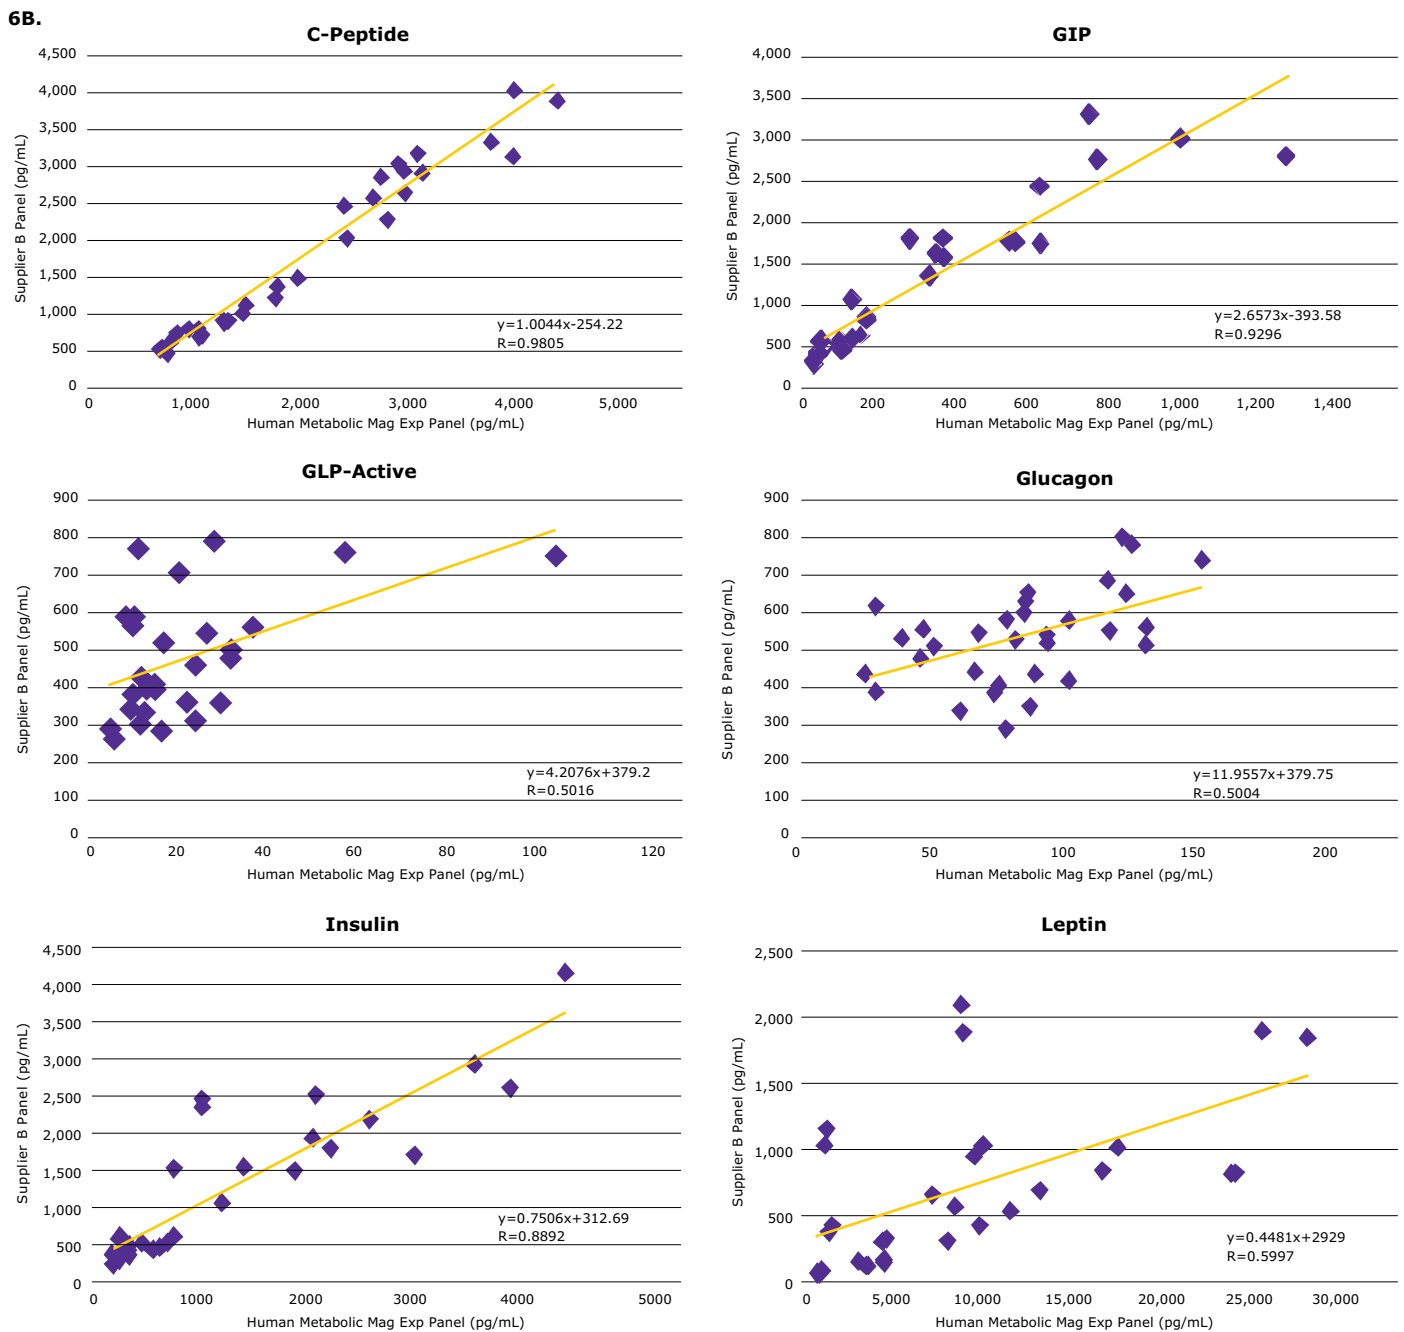 6B.
C-Peptide
4,500
4,000
3,500
3,000
2,500
2,000
1,500
1,000
500
0
Supplier B Panel (pg/mL)
y=1.0044x-254.22
R=0.9805
0 1,000 2,000 3,000 4,000 5,000
Human Metabolic Mag Exp Panel (pg/mL)
GIP
4,000
3,500
3,000
2,500
2,000
1,500
1,000
500
0
Supplier B Panel (pg/mL)
y=2.6573x-393.58
R=0.9296
0 200 400 600 800 1,000 1,200 1,400
Human Metabolic Mag Exp Panel (pg/mL)
GLP-Active
900
800
700
600
500
400
300
200
100
0
Supplier B Panel (pg/mL)
y=4.2076x+379.2
R=0.5016
0 20 40 60 80 100 120
Human Metabolic Mag Exp Panel (pg/mL)
Glucagon
900
800
700
600
500
400
300
200
100
0
Supplier B Panel (pg/mL)
y=11.9557x+379.75
R=0.5004
0 50 100 150 200
Human Metabolic Mag Exp Panel (pg/mL)
Insulin
4,500
4,000
3,500
3,000
2,500
2,000
1,500
1,000
500
0
Supplier B Panel (pg/mL)
y=0.7506x+312.69
R=0.8892
0 1000 2000 3000 4000 5000
Human Metabolic Mag Exp Panel (pg/mL)
Leptin
2,500
2,000
1,500
1,000
500
0
Supplier B Panel (pg/mL)
y=0.4481x+2929
R=0.5997
0 5,000 10,000 15,000 20,000 25,000 30,000
Human Metabolic Mag Exp Panel (pg/mL)